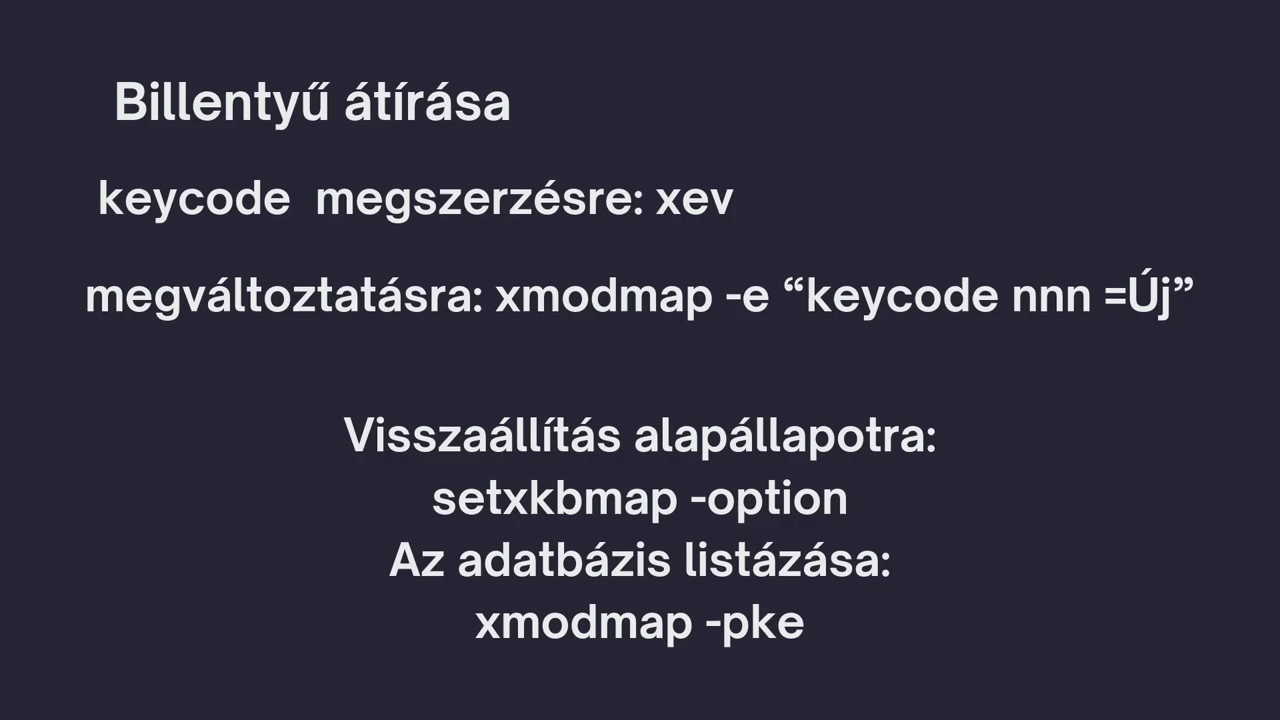 Billentyű átírása
keycode  megszerzésre: xev
megváltoztatásra: xmodmap -e “keycode nnn =Új”
Visszaállítás alapállapotra:
setxkbmap -option
Az adatbázis listázása:
xmodmap -pke